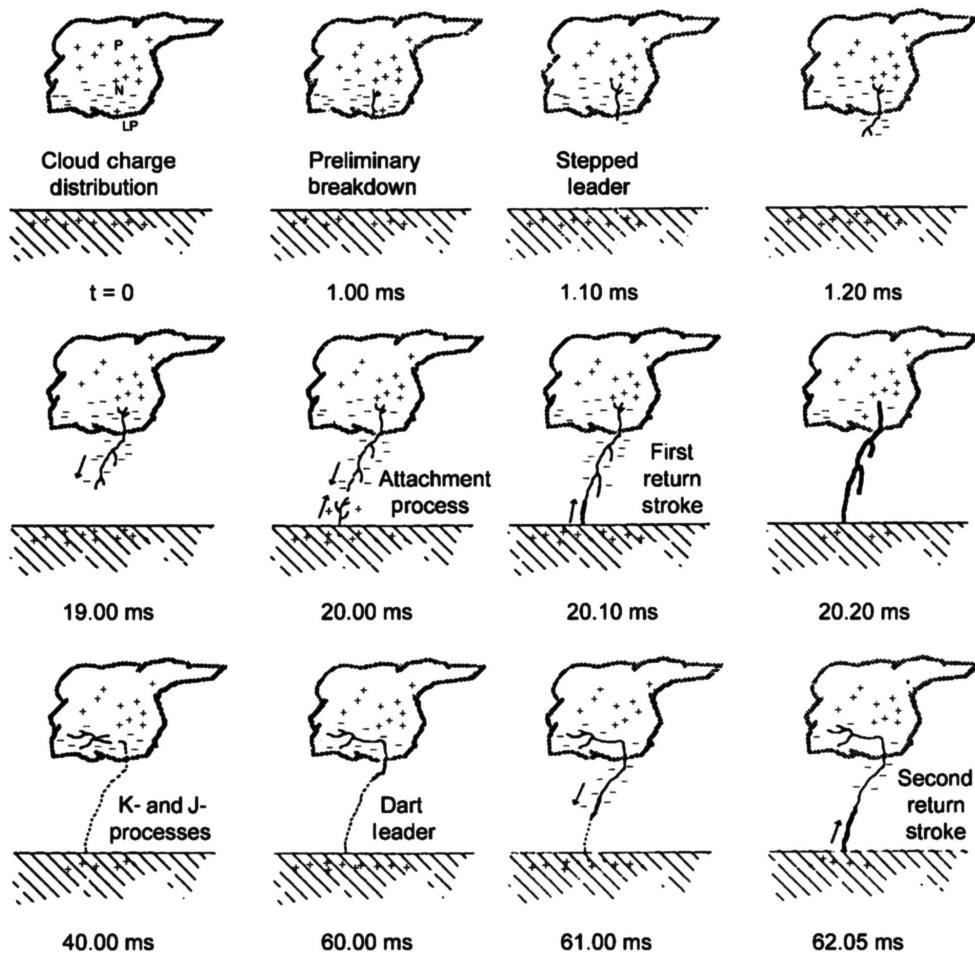 P
N
LP
Cloud charge
distribution
Preliminary
breakdown
Stepped
leader
t = 0
1.00 ms
1.10 ms
1.20 ms
Attachment
process
First
return
stroke
19.00 ms
20.00 ms
20.10 ms
20.20 ms
K- and J-
processes
Dart
leader
Second
return
stroke
40.00 ms
60.00 ms
61.00 ms
62.05 ms